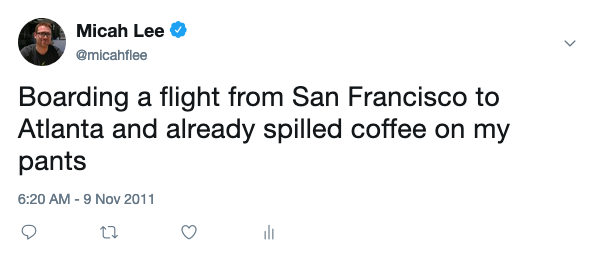 Micah Lee
@micahflee
Boarding a flight from San Francisco to
Atlanta and already spilled coffee on my
pants
6:20 AM - 9 Nov 2011